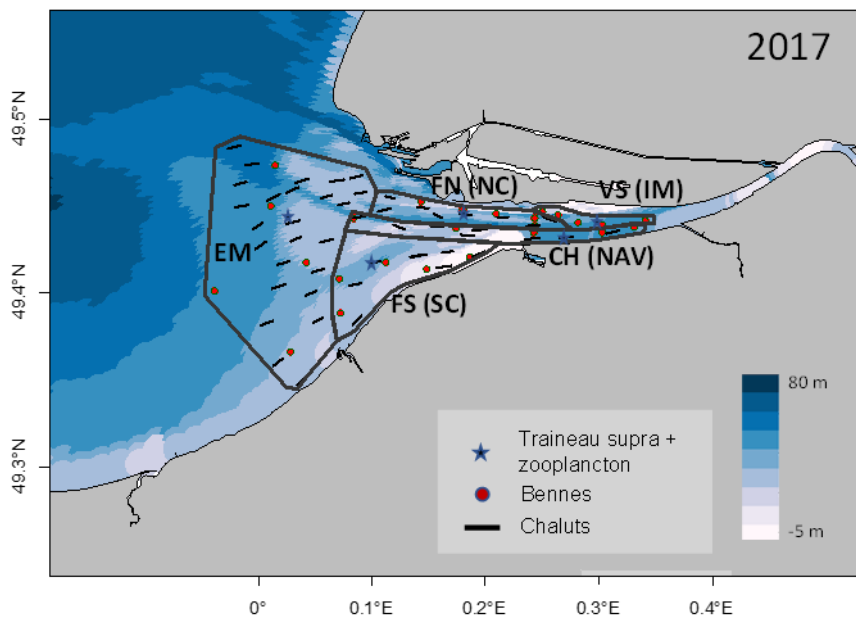 2017
49.5°N
49.4°N
49.3°N
FN (NC)
VS (IM)
EM
CH (NAV)
FS (SC)
80 m
-5 m
Traineau supra +
zooplancton
Bennes
Chaluts
0°
0.1°E
0.2°E
0.3°E
0.4°E